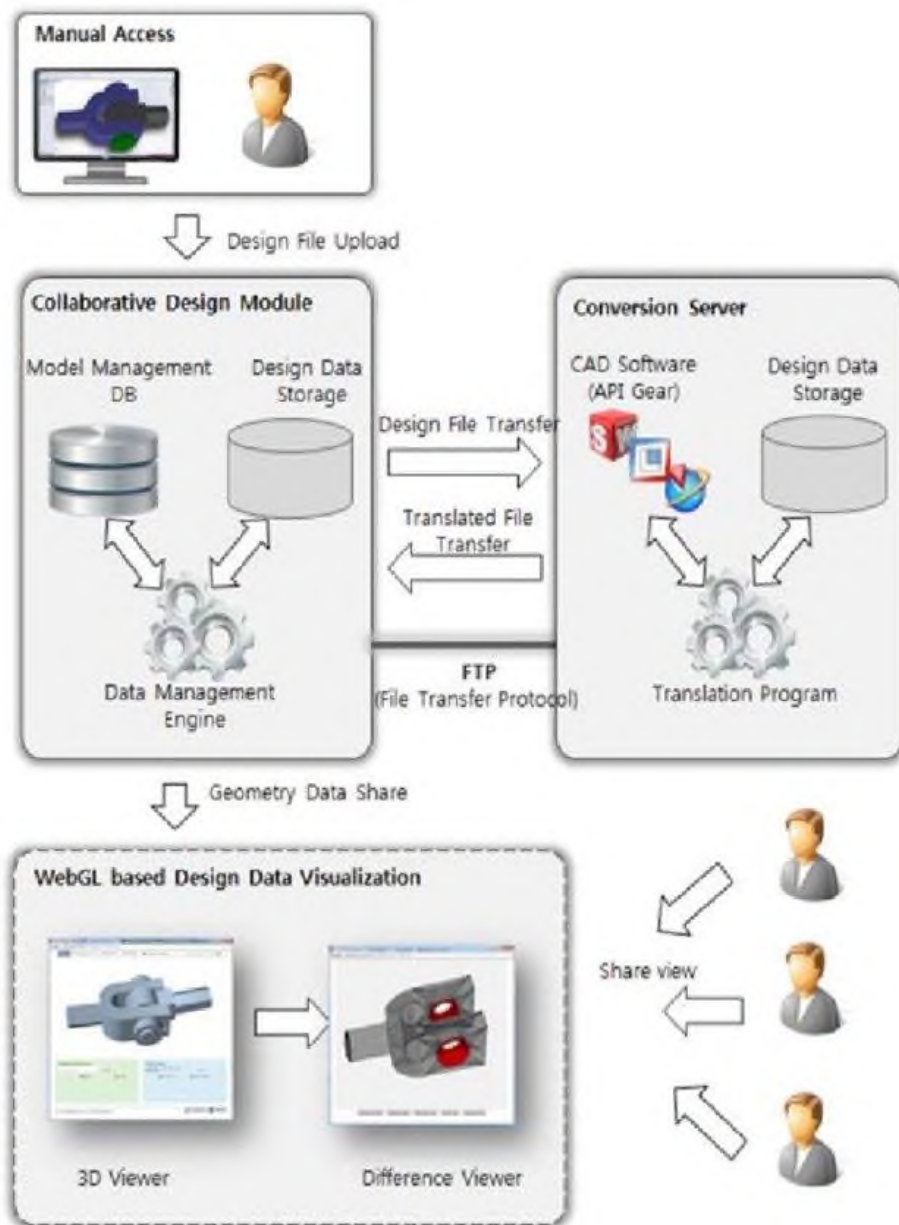 Manual Access
Design File Upload
Collaborative Design Module
Model Management
DB
Design Data
Storage
Data Management
Engine
Design File Transfer
Translated File
Transfer
FTP
(File Transfer Protocol)
Conversion Server
CAD Software
(API Gear)
Design Data
Storage
Translation Program
Geometry Data Share
WebGL based Design Data Visualization
3D Viewer
Difference Viewer
Share view